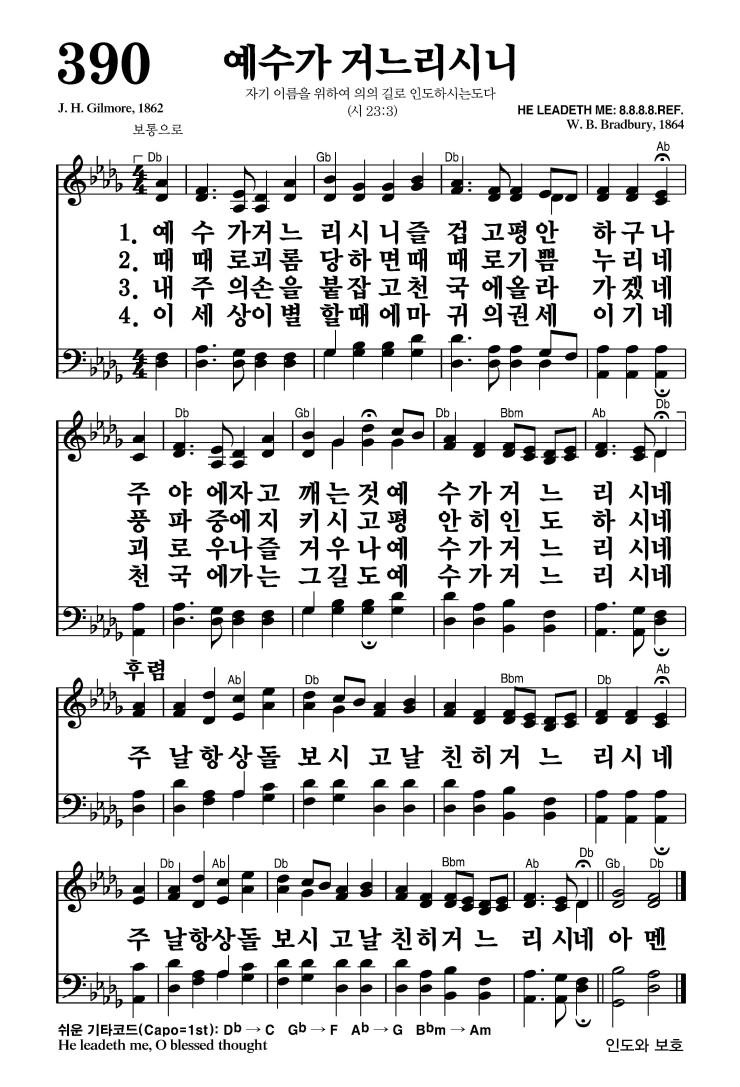 390 예수가 거느리시니
자기 이름을 위하여 의의 길로 인도하시는도다
J. H. Gilmore, 1862
(시 23:3)
HE LEADETH ME: 8.8.8.8.REF.
보통으로
W. B. Bradbury, 1864
Db Gb Db Ab
4/4
1. 예 수 가거 느 리 시 니 즐 겁 고평 안 하 구 나
2. 때 때 로괴 롬 당 하 면 때 때 로기 쁨 누 리 네
3. 내 주 의손 을 붙 잡 고 천 국 에올 라 가 겠 네
4. 이 세 상이 별 할 때 에 마 귀 의권 세 이 기 네
4/4
Db Gb Db Bbm Ab Db
주 야 에자 고 깨 는 것 예 수 가 거 느 리 시네
풍 파 중에 지 키 시 고 평 안 히 인 도 하 시네
괴 로 우나 즐 거 우 나 예 수 가 거 느 리 시네
천 국 에가 는 그 길 도 예 수 가 거 느 리 시네
후렴
Ab Db Bbm Db Ab
주 날 항 상 돌 보 시 고 날 친 히 거 느 리 시 네
Db Ab Db Bbm Ab Db Gb Db
주 날 항 상 돌 보 시 고 날 친 히 거 느 리 시네 아 멘
쉬운 기타코드(Capo=1st): Db → C Gb → F Ab → G Bbm → Am
He leadeth me, O blessed thought
인도와 보호